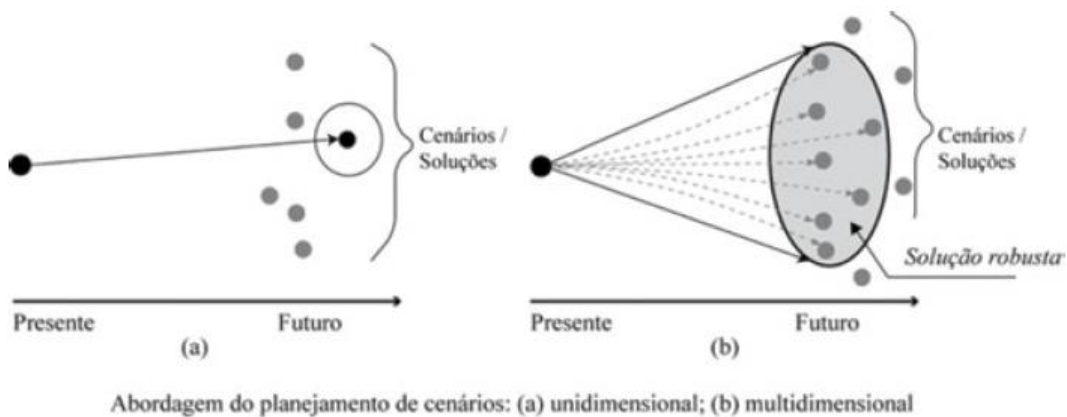 Cenários /
Soluções
Presente
Futuro
(a)
Cenários /
Soluções
Solução robusta
Presente
Futuro
(b)
Abordagem do planejamento de cenários: (a) unidimensional; (b) multidimensional